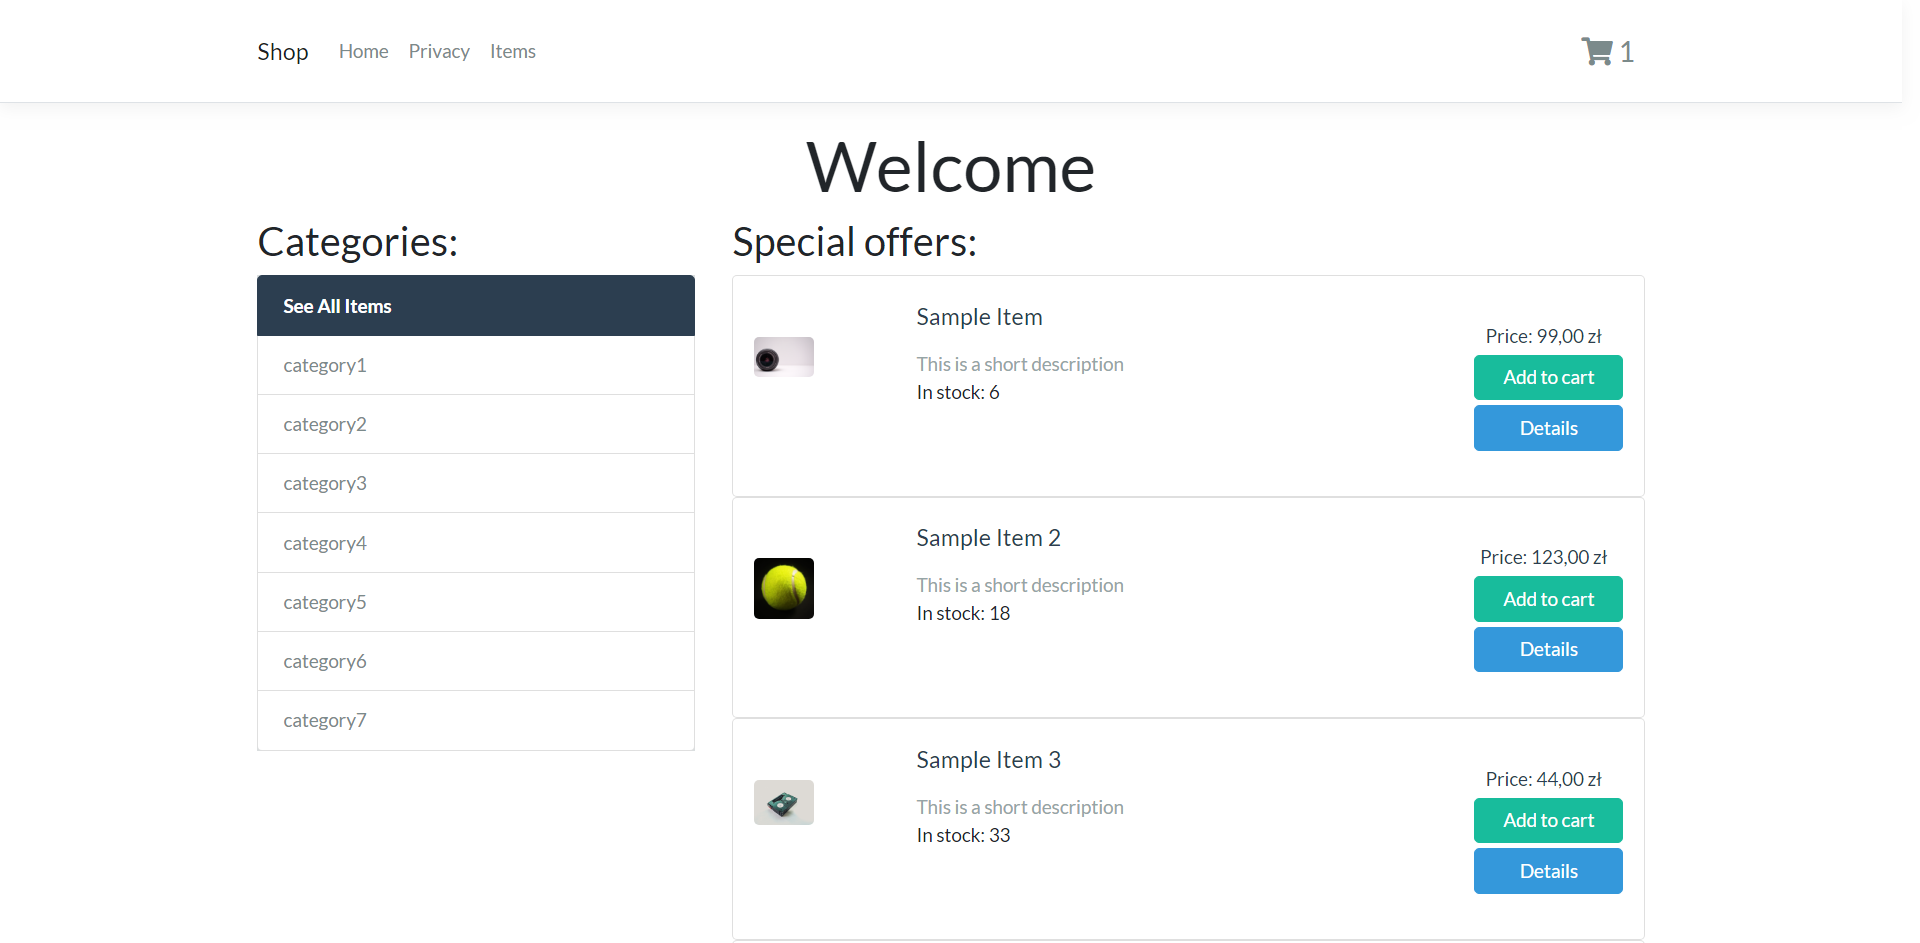 Shop Home Privacy Items 1
Welcome
Categories:
See All Items
category1
category2
category3
category4
category5
category6
category7
Special offers:
Sample Item
This is a short description
In stock: 6
Price: 99,00 zł
Add to cart
Details
Sample Item 2
This is a short description
In stock: 18
Price: 123,00 zł
Add to cart
Details
Sample Item 3
This is a short description
In stock: 33
Price: 44,00 zł
Add to cart
Details